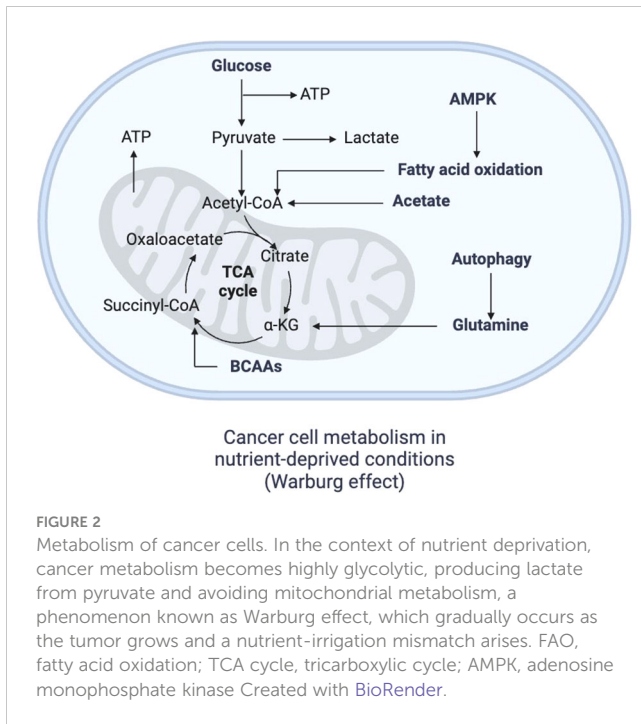 Glucose
ATP
AMPK
ATP
Pyruvate
Lactate
Fatty acid oxidation
Acetyl-CoA
Acetate
Oxaloacetate
Citrate
TCA
cycle
Autophagy
Succinyl-CoA
α-KG
Glutamine
BCAAs
Cancer cell metabolism in
nutrient-deprived conditions
(Warburg effect)
FIGURE 2
Metabolism of cancer cells. In the context of nutrient deprivation,
cancer metabolism becomes highly glycolytic, producing lactate
from pyruvate and avoiding mitochondrial metabolism, a
phenomenon known as Warburg effect, which gradually occurs as
the tumor grows and a nutrient-irrigation mismatch arises. FAO,
fatty acid oxidation; TCA cycle, tricarboxylic cycle; AMPK, adenosine
monophosphate kinase Created with BioRender.